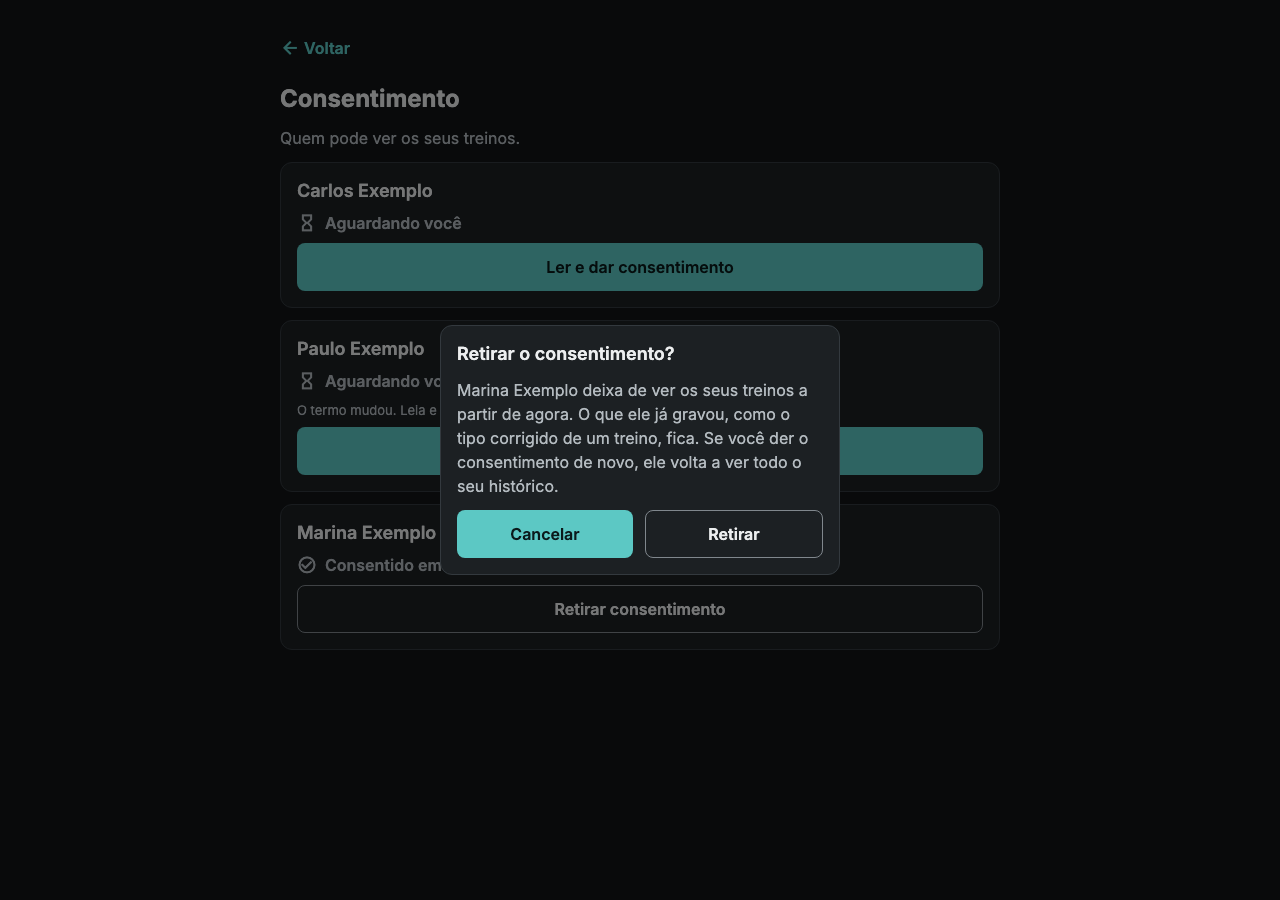 Voltar
Consentimento
Quem pode ver os seus treinos.
Carlos Exemplo
Aguardando você
Ler e dar consentimento
Paulo Exemplo
Aguardando
O termo mudou. Leia e
Retirar o consentimento?
Marina Exemplo deixa de ver os seus treinos a
partir de agora. O que ele já gravou, como o
tipo corrigido de um treino, fica. Se você der o
consentimento de novo, ele volta a ver todo o
seu histórico.
Cancelar
Retirar
Marina Exemplo
Consentido em
Retirar consentimento